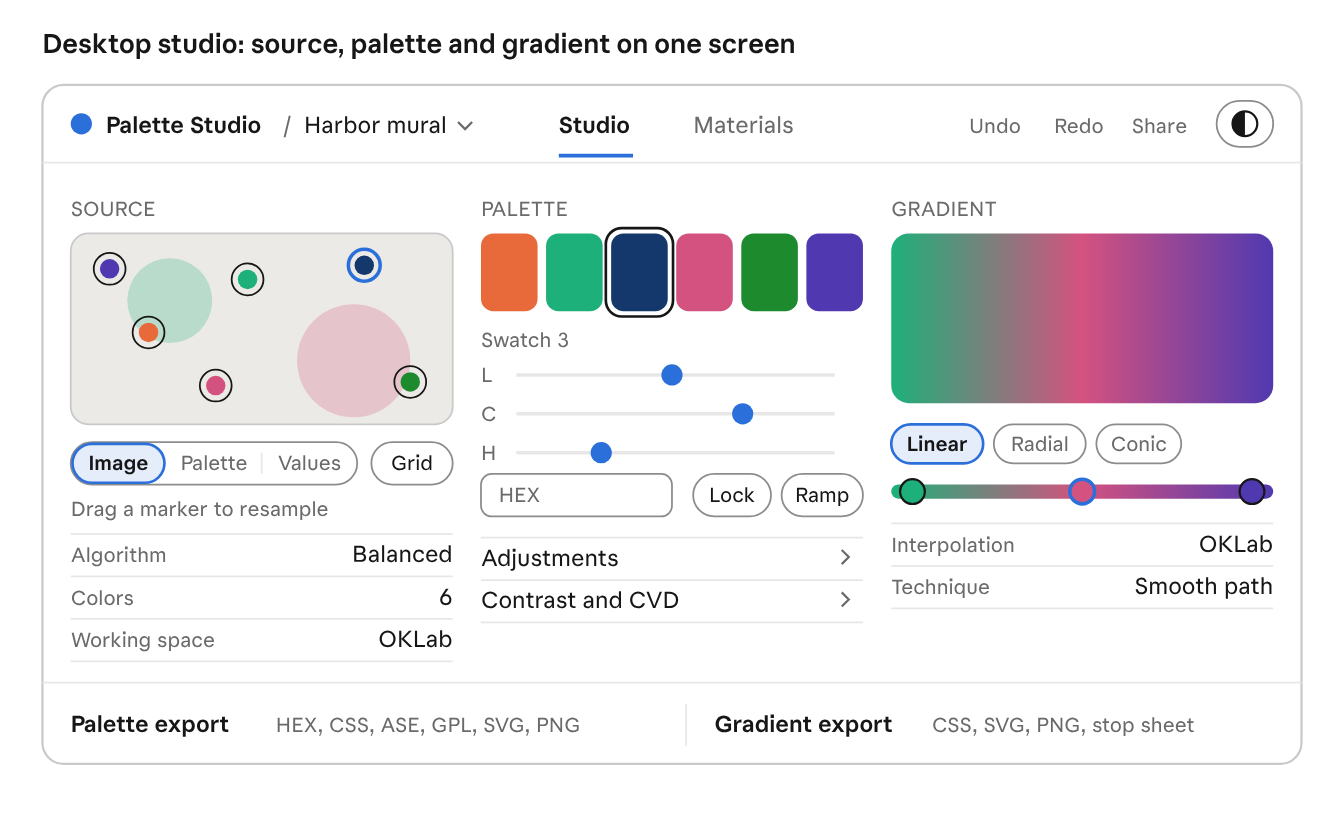 Desktop studio: source, palette and gradient on one screen
Palette Studio / Harbor mural Studio Materials Undo Redo Share
SOURCE
Image Palette Values Grid
Drag a marker to resample
Algorithm Balanced
Colors 6
Working space OKLab
PALETTE
Swatch 3
L
C
H
HEX Lock Ramp
Adjustments
Contrast and CVD
GRADIENT
Linear Radial Conic
Interpolation OKLab
Technique Smooth path
Palette export HEX, CSS, ASE, GPL, SVG, PNG
Gradient export CSS, SVG, PNG, stop sheet